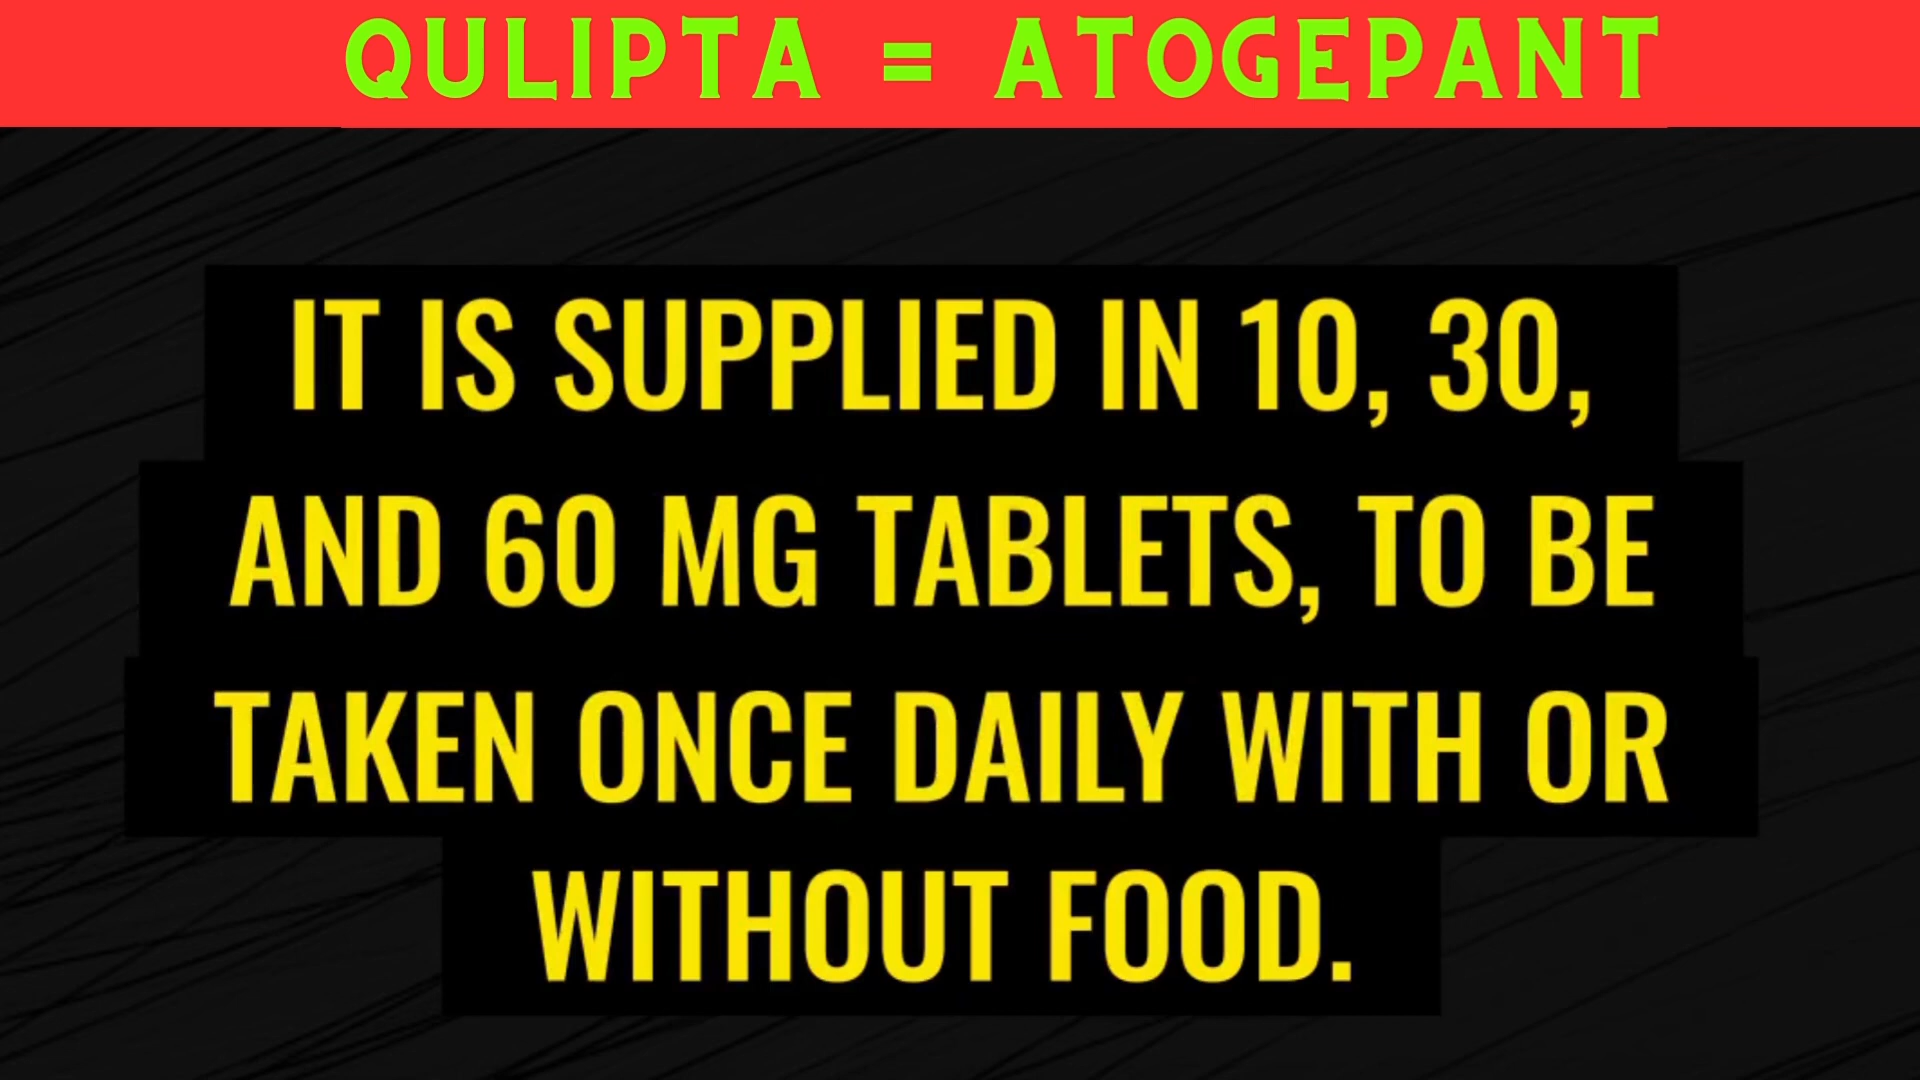 QULIPTA = ATOGEPANT
IT IS SUPPLIED IN 10, 30,
AND 60 MG TABLETS, TO BE
TAKEN ONCE DAILY WITH OR
WITHOUT FOOD.